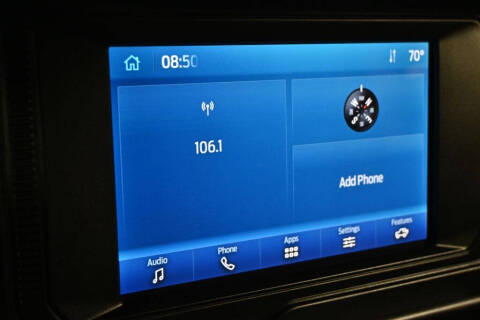 08:50 70°
106.1
Add Phone
Audio Phone Apps Settings Features